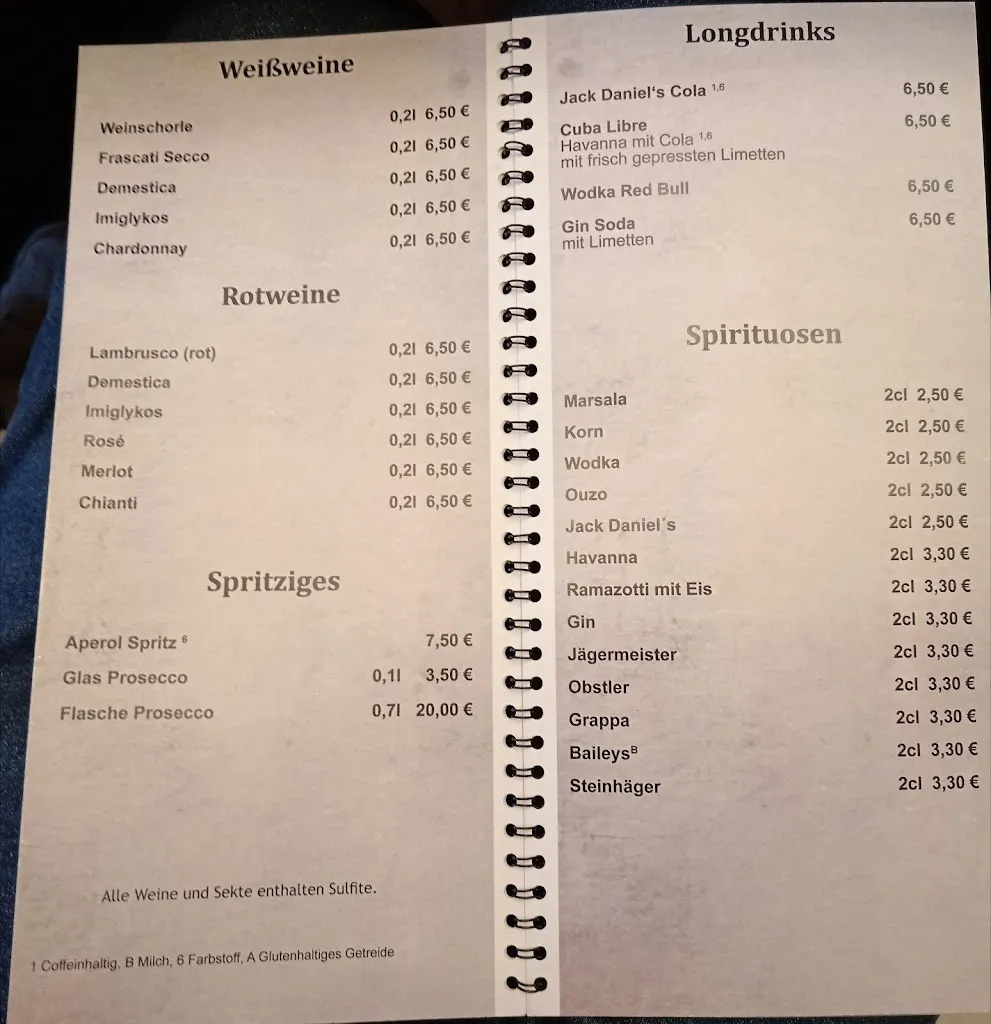 Weißweine
Weinschorle 0,2l 6,50 €
Frascati Secco 0,2l 6,50 €
Demestica 0,2l 6,50 €
Imiglykos 0,2l 6,50 €
Chardonnay 0,2l 6,50 €
Rotweine
Lambrusco (rot) 0,2l 6,50 €
Demestica 0,2l 6,50 €
Imiglykos 0,2l 6,50 €
Rosé 0,2l 6,50 €
Merlot 0,2l 6,50 €
Chianti 0,2l 6,50 €
Spritziges
Aperol Spritz ⁶ 7,50 €
Glas Prosecco 0,1l 3,50 €
Flasche Prosecco 0,7l 20,00 €
Alle Weine und Sekte enthalten Sulfite.
1 Coffeinhaltig, B Milch, 6 Farbstoff, A Glutenhaltiges Getreide
Longdrinks
Jack Daniel's Cola ¹,⁶ 6,50 €
Cuba Libre 6,50 €
Havanna mit Cola ¹,⁶
mit frisch gepressten Limetten
Wodka Red Bull 6,50 €
Gin Soda 6,50 €
mit Limetten
Spirituosen
Marsala 2cl 2,50 €
Korn 2cl 2,50 €
Wodka 2cl 2,50 €
Ouzo 2cl 2,50 €
Jack Daniel´s 2cl 2,50 €
Havanna 2cl 3,30 €
Ramazotti mit Eis 2cl 3,30 €
Gin 2cl 3,30 €
Jägermeister 2cl 3,30 €
Obstler 2cl 3,30 €
Grappa 2cl 3,30 €
Baileysᴮ 2cl 3,30 €
Steinhäger 2cl 3,30 €